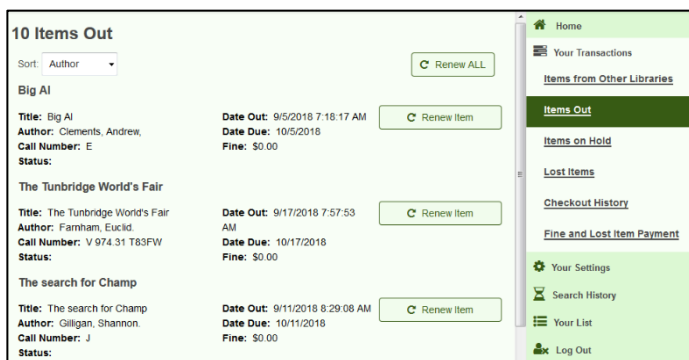 10 Items Out
Sort: Author
Renew ALL
Big Al
Title: Big Al
Author: Clements, Andrew,
Call Number: E
Status:
Date Out: 9/5/2018 7:18:17 AM
Date Due: 10/5/2018
Fine: $0.00
Renew Item
The Tunbridge World's Fair
Title: The Tunbridge World's Fair
Author: Farnham, Euclid.
Call Number: V 974.31 T83FW
Status:
Date Out: 9/17/2018 7:57:53
AM
Date Due: 10/17/2018
Fine: $0.00
Renew Item
The search for Champ
Title: The search for Champ
Author: Gilligan, Shannon.
Call Number: J
Status:
Date Out: 9/11/2018 8:29:08 AM
Date Due: 10/11/2018
Fine: $0.00
Renew Item
Home
Your Transactions
Items from Other Libraries
Items Out
Items on Hold
Lost Items
Checkout History
Fine and Lost Item Payment
Your Settings
Search History
Your List
Log Out